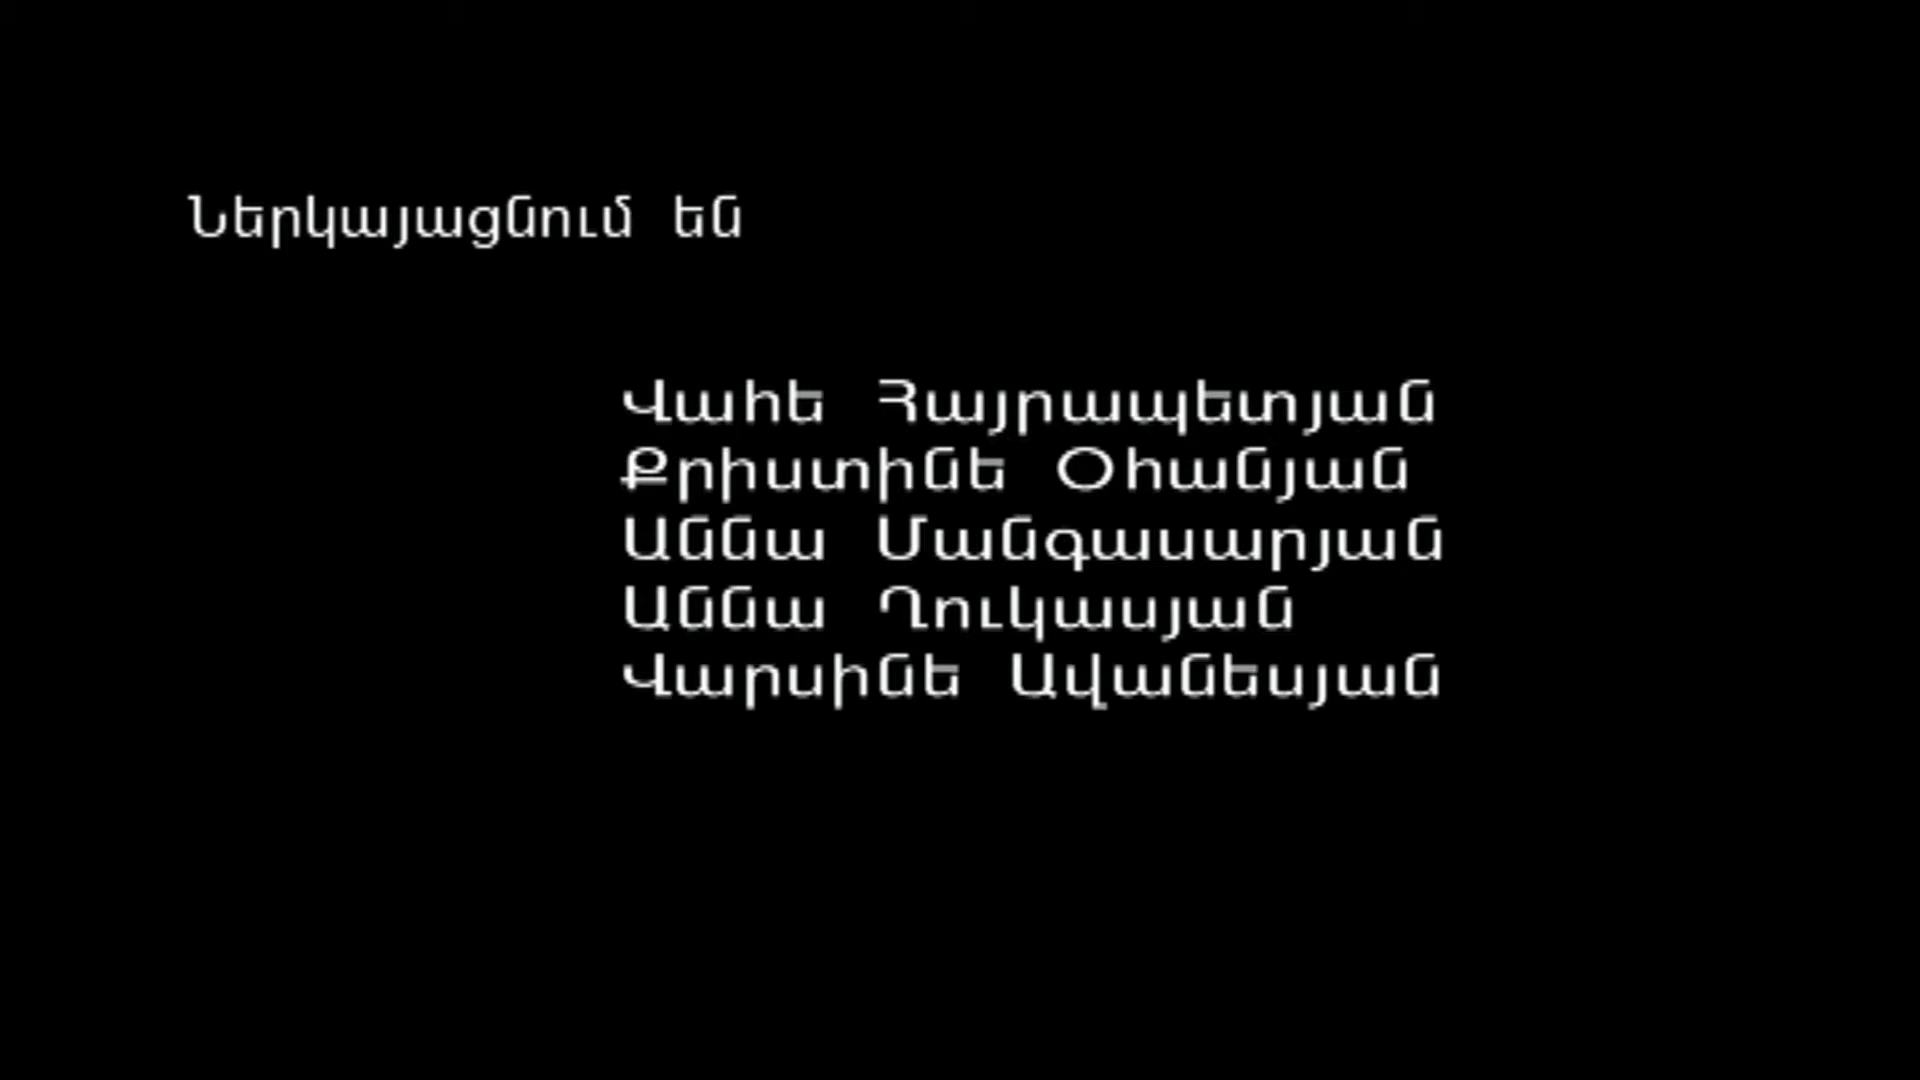 Ներկայացնում են
Վահե Հայրապետյան
Քրիստինե Օհանյան
Աննա Մանգասարյան
Աննա Ղուկասյան
Վարսինե Ավանեսյան